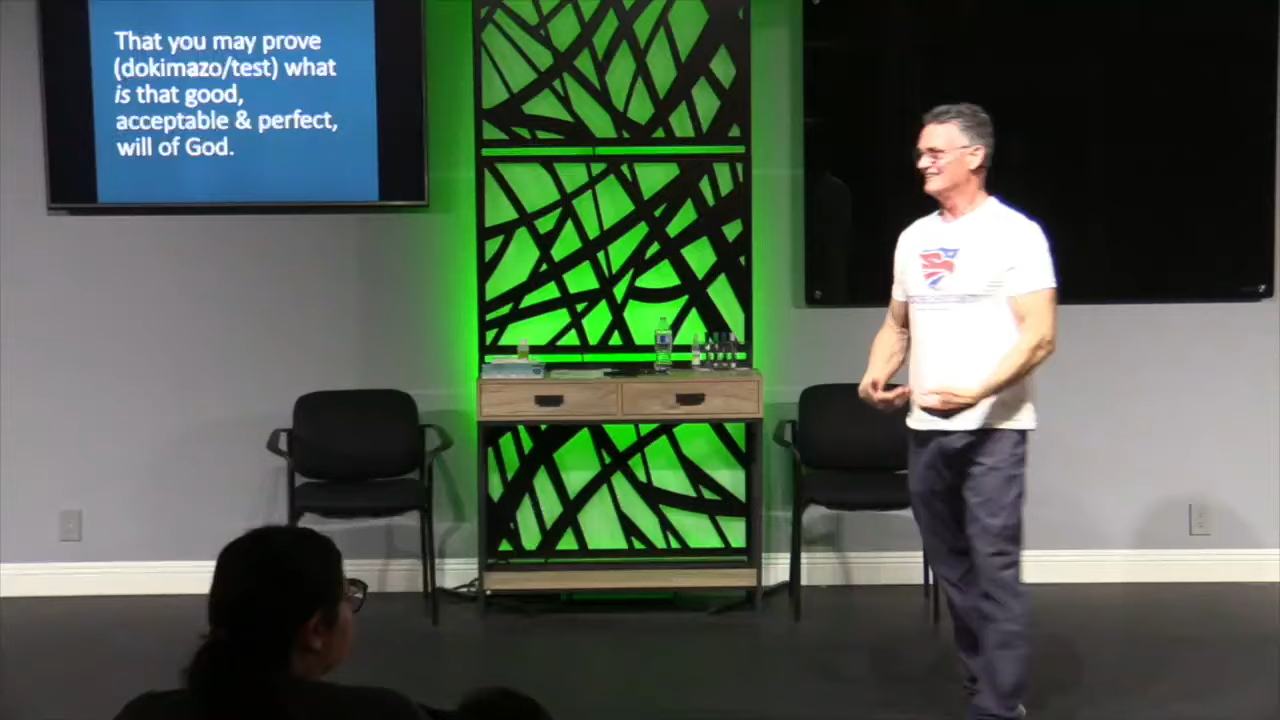 That you may prove
(dokimazo/test) what
is that good,
acceptable & perfect,
will of God.